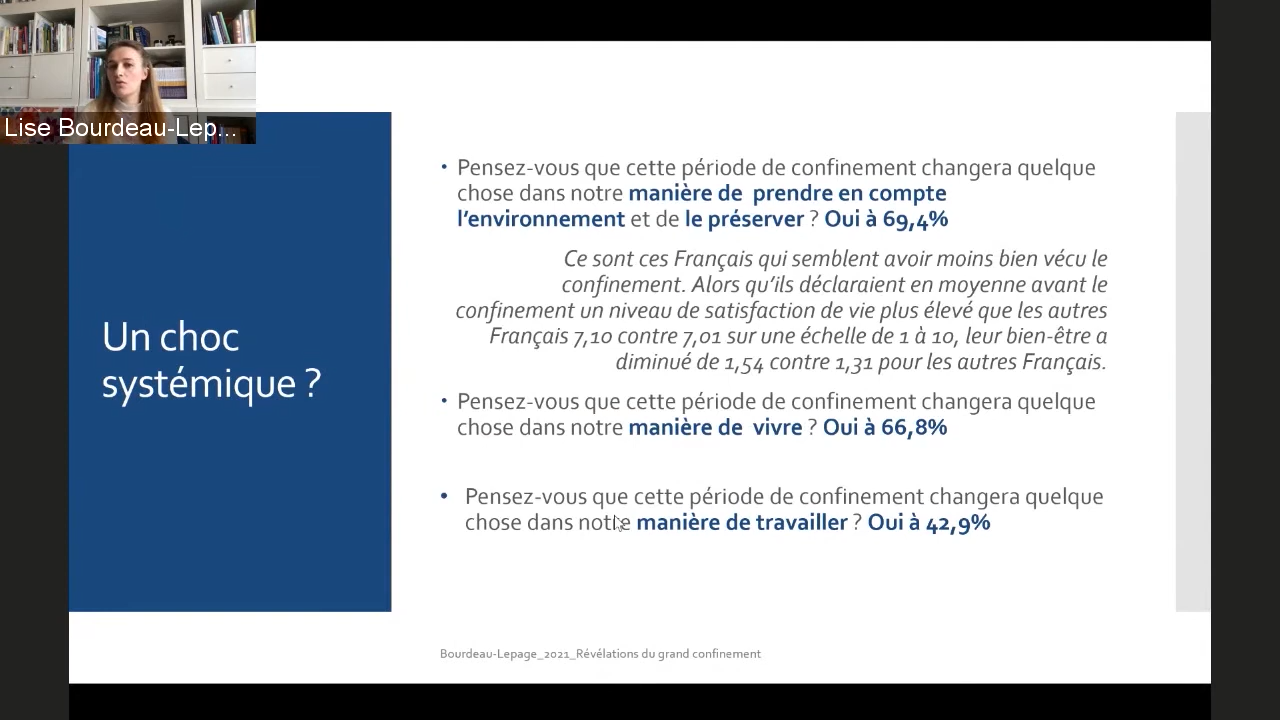 Lise Bourdeau-Lep...
Un choc
systémique ?
• Pensez-vous que cette période de confinement changera quelque
chose dans notre manière de prendre en compte
l'environnement et de le préserver ? Oui à 69,4%
Ce sont ces Français qui semblent avoir moins bien vécu le
confinement. Alors qu'ils déclaraient en moyenne avant le
confinement un niveau de satisfaction de vie plus élevé que les autres
Français 7,10 contre 7,01 sur une échelle de 1 à 10, leur bien-être a
diminué de 1,54 contre 1,31 pour les autres Français.
• Pensez-vous que cette période de confinement changera quelque
chose dans notre manière de vivre ? Oui à 66,8%
• Pensez-vous que cette période de confinement changera quelque
chose dans notre manière de travailler ? Oui à 42,9%
Bourdeau-Lepage_2021_Révélations du grand confinement